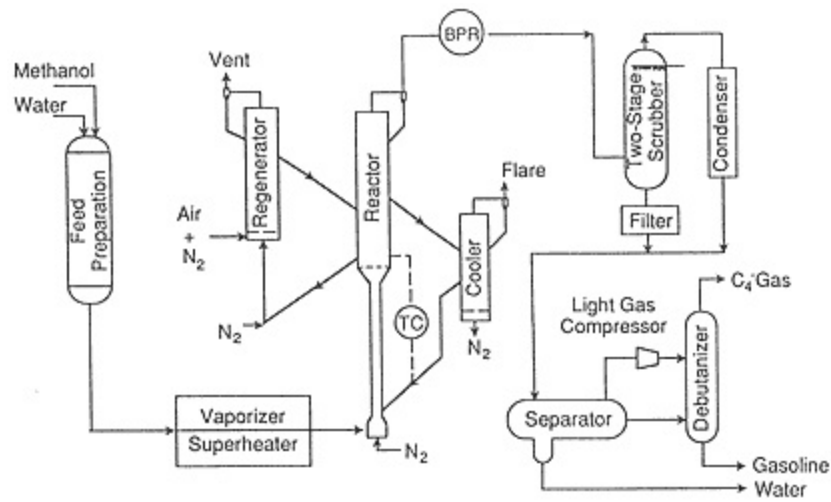 Methanol
Water
Feed
Preparation
Vent
Regenerator
Air
+
N2
N2
Reactor
BPR
TC
Cooler
Flare
N2
Vaporizer
Superheater
N2
Two-Stage
Scrubber
Condenser
Filter
Light Gas
Compressor
Separator
Debutanizer
C4-Gas
Gasoline
Water